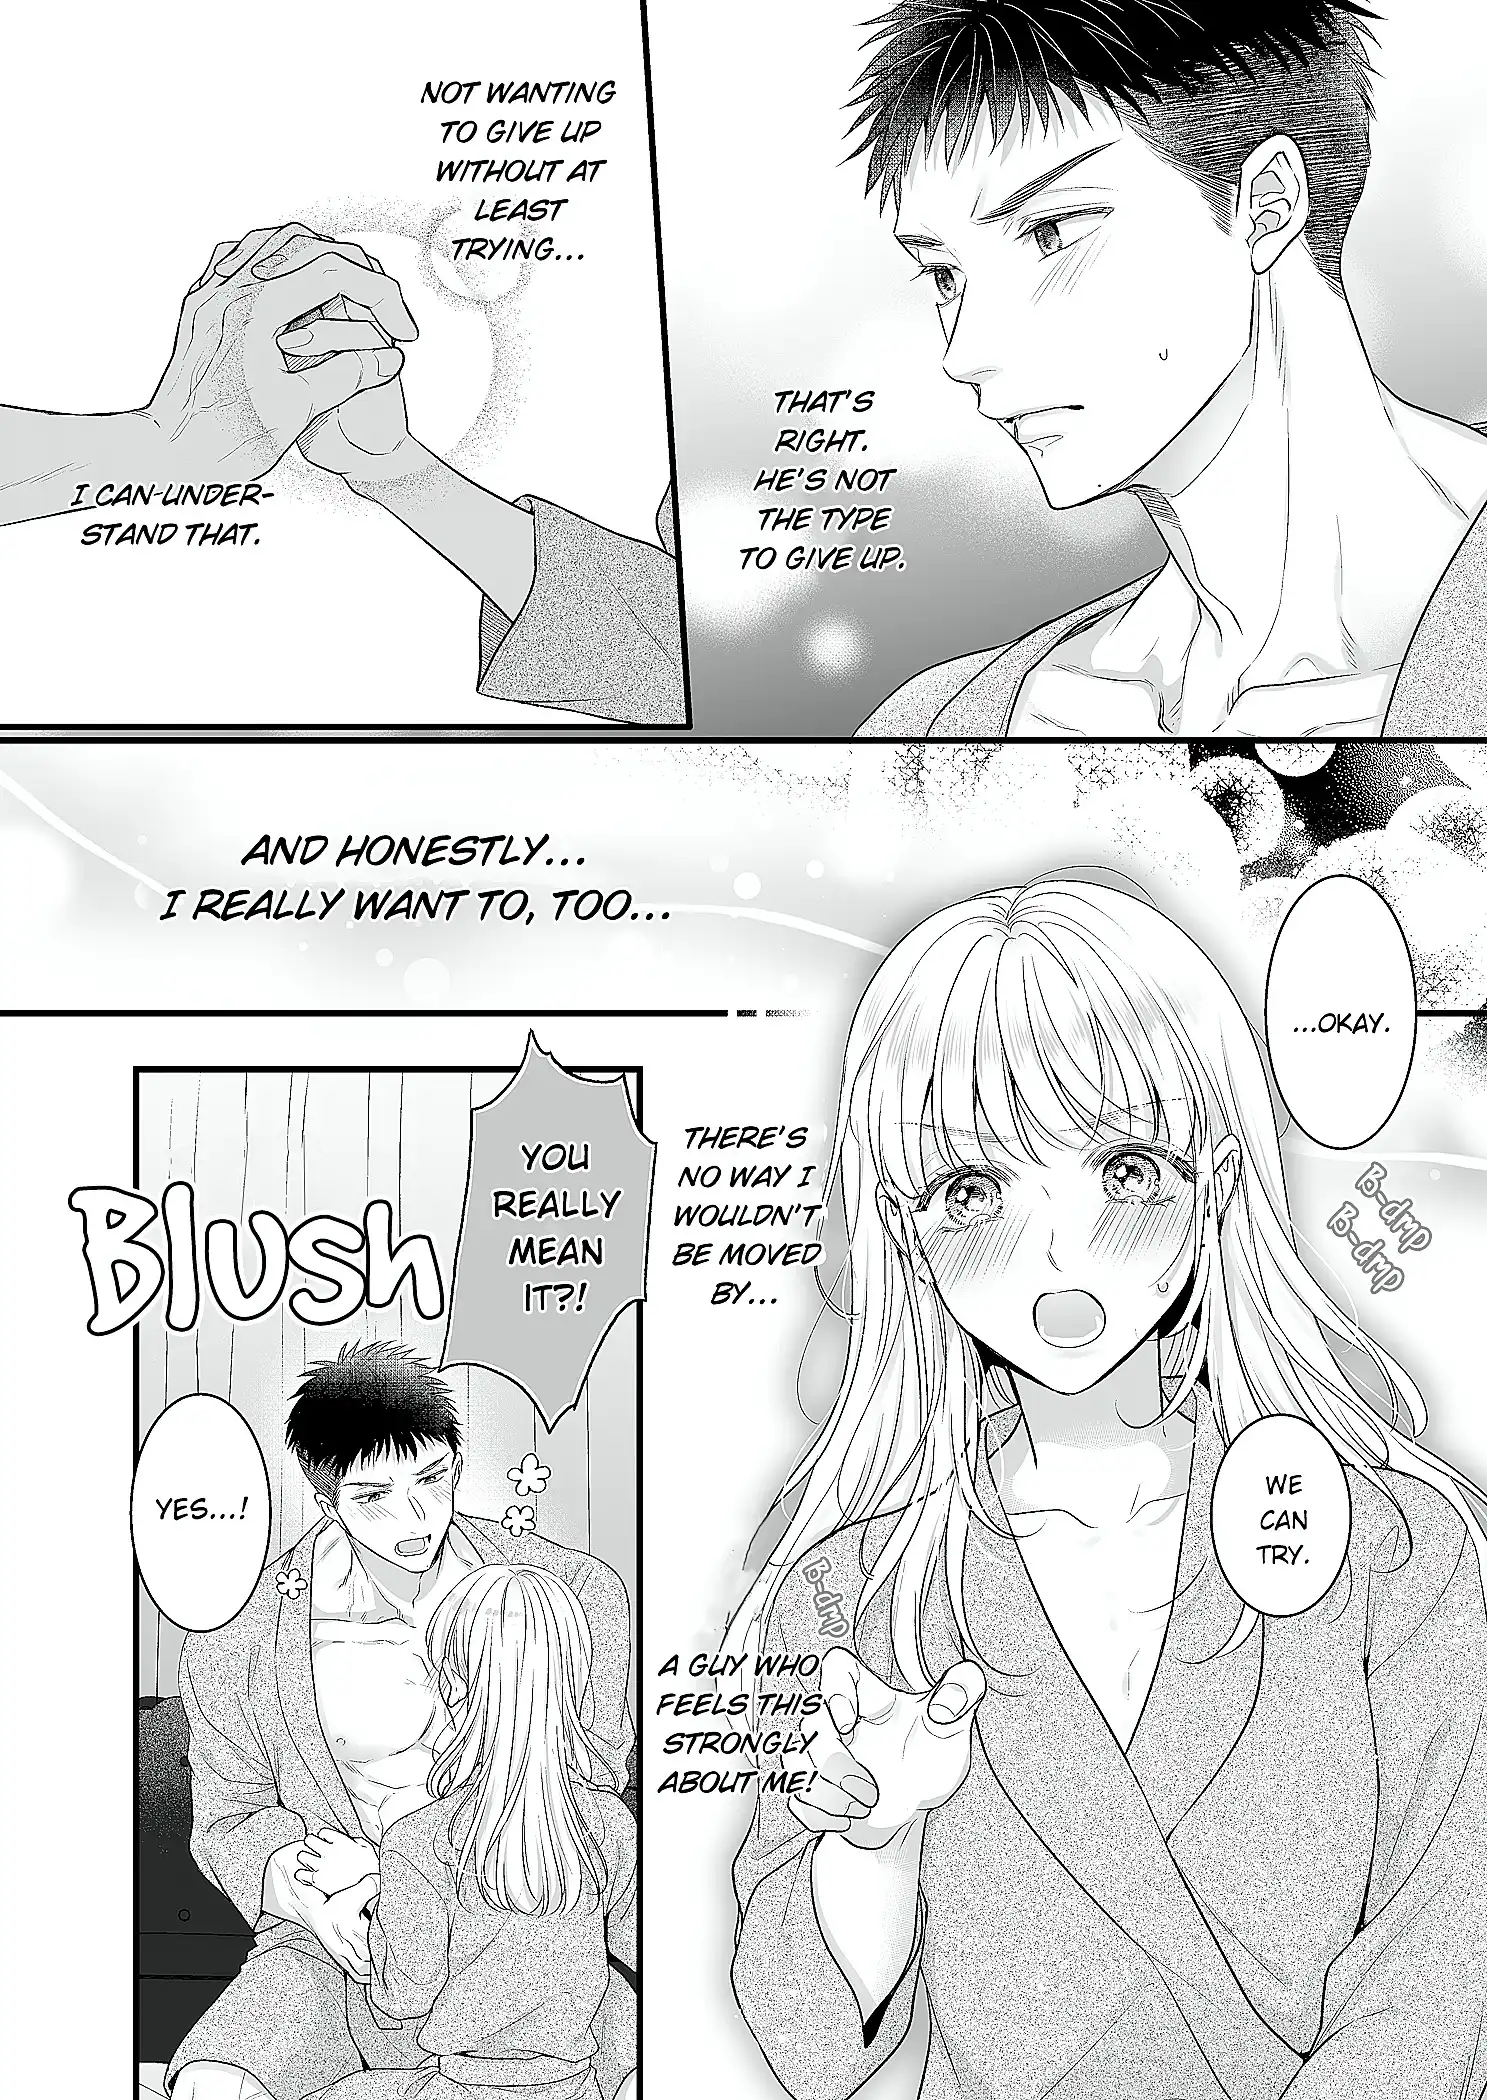 THAT'S
RIGHT.
HE'S NOT
THE TYPE
TO GIVE UP.
NOT WANTING
TO GIVE UP
WITHOUT AT
LEAST
TRYING...
I CAN UNDER-
STAND THAT.
AND HONESTLY...
I REALLY WANT TO, TOO...
...OKAY.
B-dmp
B-dmp
WE
CAN
TRY.
THERE'S
NO WAY I
WOULDN'T
BE MOVED
BY...
B-dmp
A GUY WHO
FEELS THIS
STRONGLY
ABOUT ME!
YOU
REALLY
MEAN
IT?!
Blush
YES...!